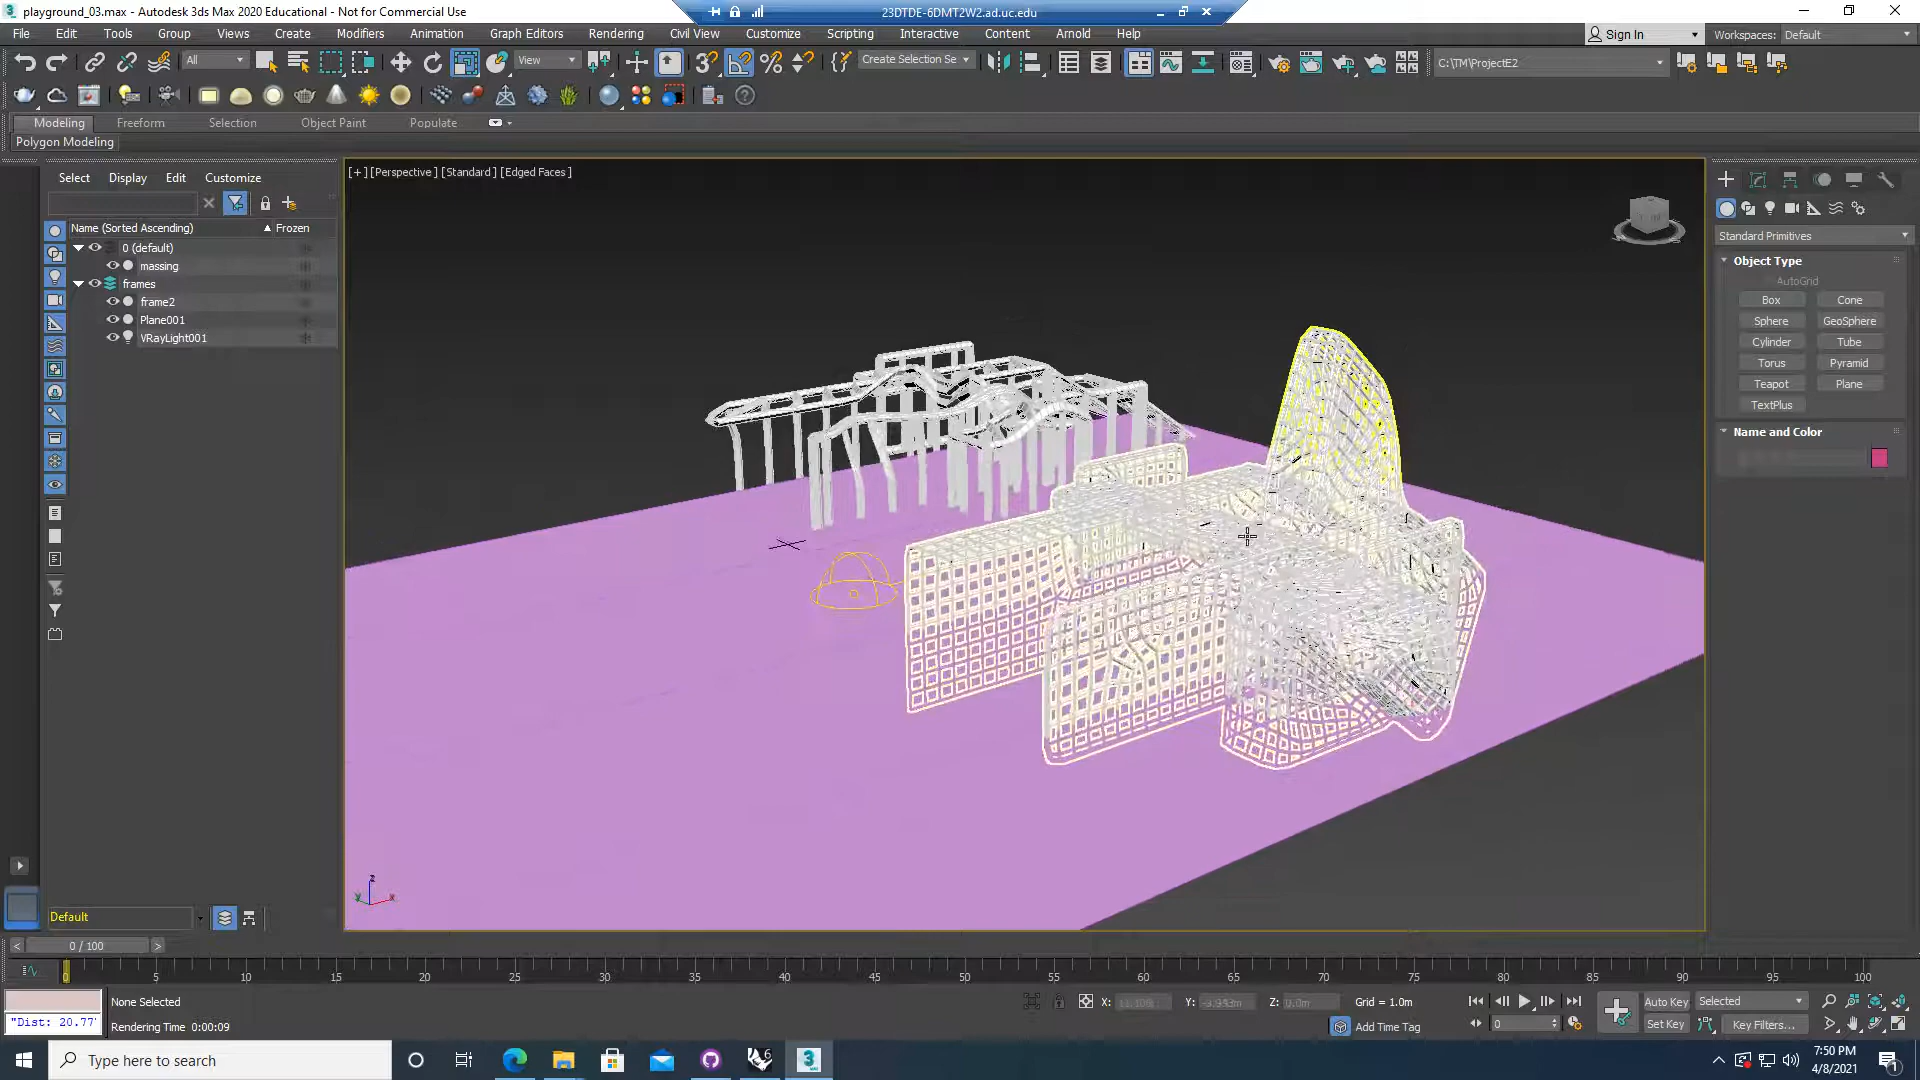 playground_03.max - Autodesk 3ds Max 2020 Educational - Not for Commercial Use
23DTDE-6DMT2W2.ad.uc.edu
File Edit Tools Group Views Create Modifiers Animation Graph Editors Rendering Civil View Customize Scripting Interactive Content Arnold Help
Sign In
Workspaces: Default
All
View
Create Selection Se
C:\TM\ProjectE2
Modeling Freeform Selection Object Paint Populate
Polygon Modeling
Select Display Edit Customize
Name (Sorted Ascending) Frozen
0 (default)
massing
frames
frame2
Plane001
VRayLight001
[+] [Perspective] [Standard] [Edged Faces]
Standard Primitives
Object Type
AutoGrid
Box Cone
Sphere GeoSphere
Cylinder Tube
Torus Pyramid
Teapot Plane
TextPlus
Name and Color
z
y x
Default
0 / 100
0 5 10 15 20 25 30 35 40 45 50 55 60 65 70 75 80 85 90 95 100
None Selected
"Dist: 20.77
Rendering Time 0:00:09
X: Y: Z: Grid = 1.0m
Add Time Tag
Auto Key Selected
0
Set Key Key Filters...
Type here to search
7:50 PM
4/8/2021